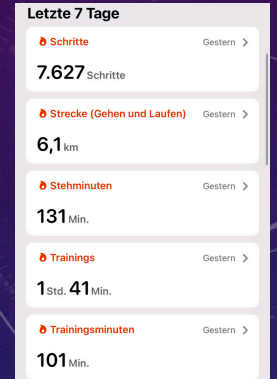 Letzte 7 Tage
Schritte Gestern
7.627 Schritte
Strecke (Gehen und Laufen) Gestern
6,1 km
Stehminuten Gestern
131 Min.
Trainings Gestern
1 Std. 41 Min.
Trainingsminuten Gestern
101 Min.